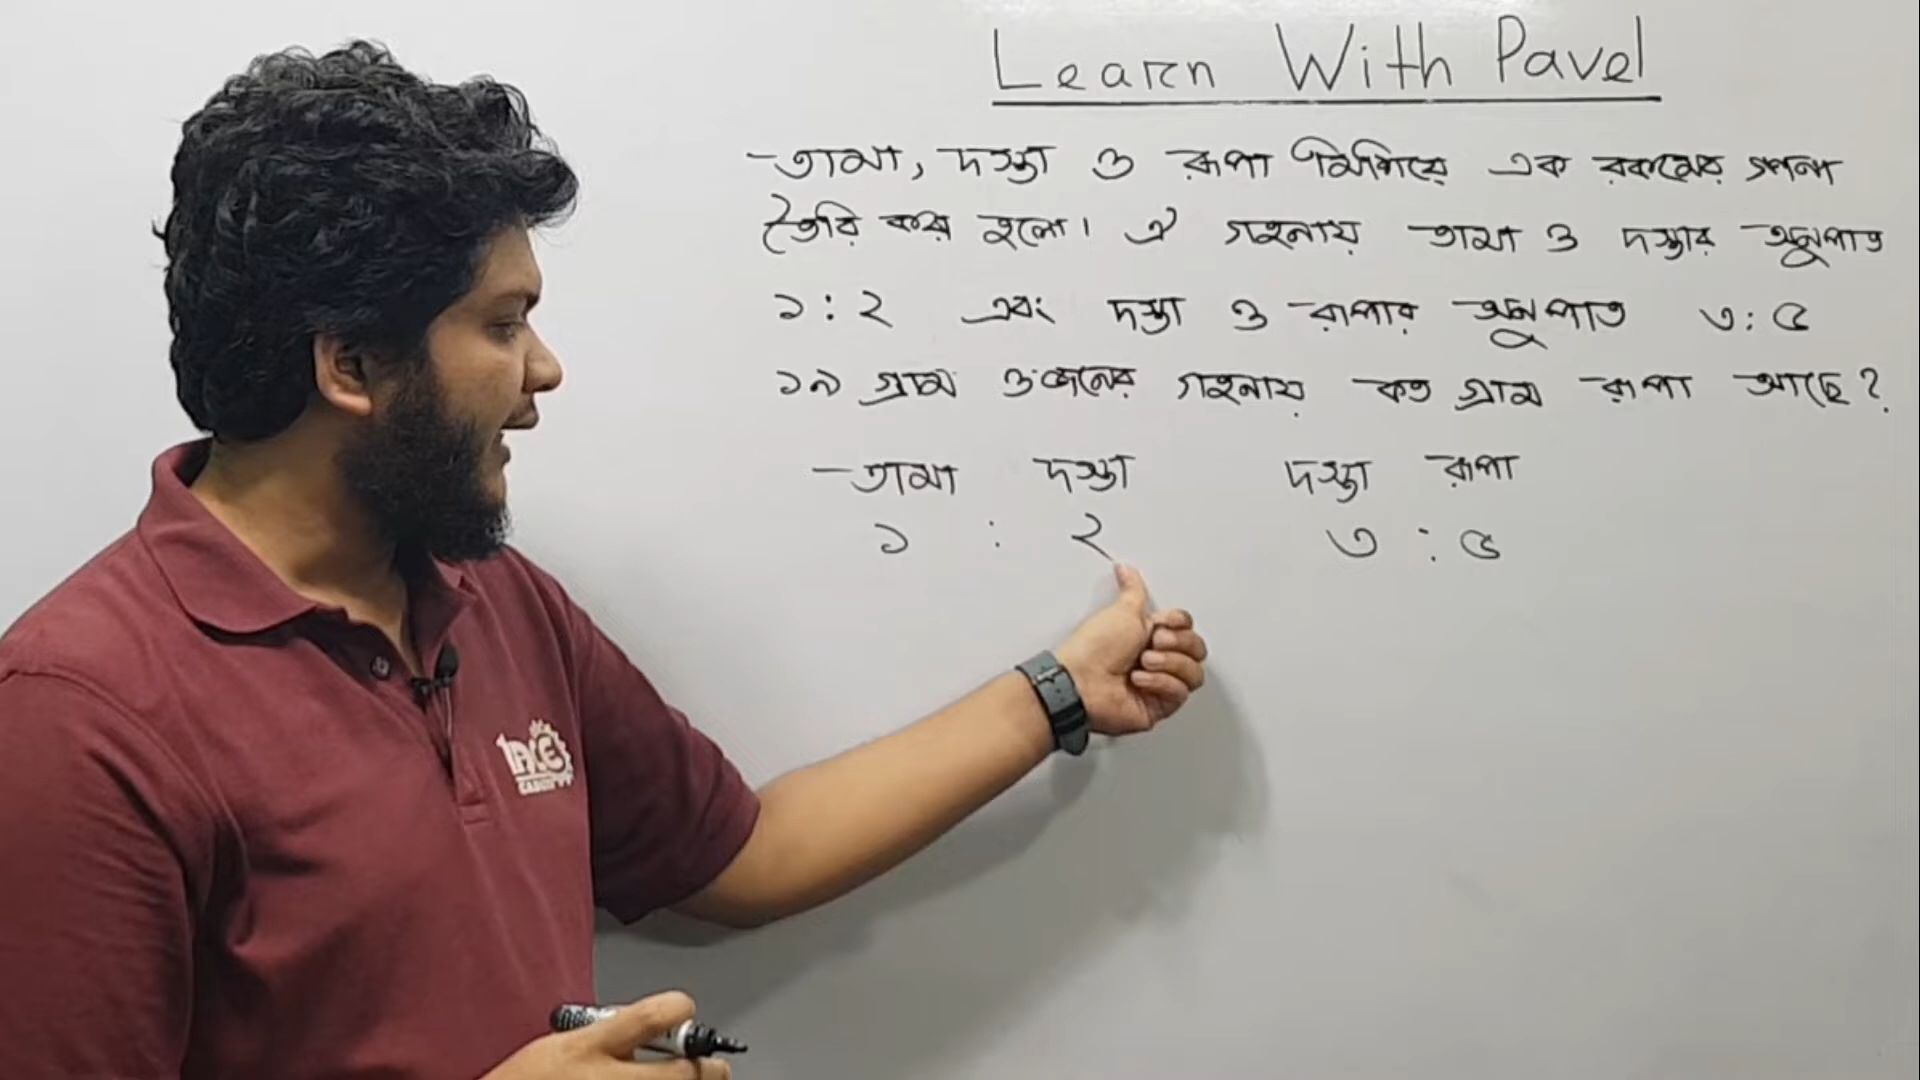 Learn With Pavel
তামা, দস্তা ও রূপা মিশিয়ে এক রকমের গহনা
তৈরি করা হলো। ঐ গহনায় তামা ও দস্তার অনুপাত
১ : ২ এবং দস্তা ও রূপার অনুপাত ৩ : ৫
১৯ গ্রাম ওজনের গহনায় কত গ্রাম রূপা আছে?
তামা দস্তা দস্তা রূপা
১ : ২ ৩ : ৫